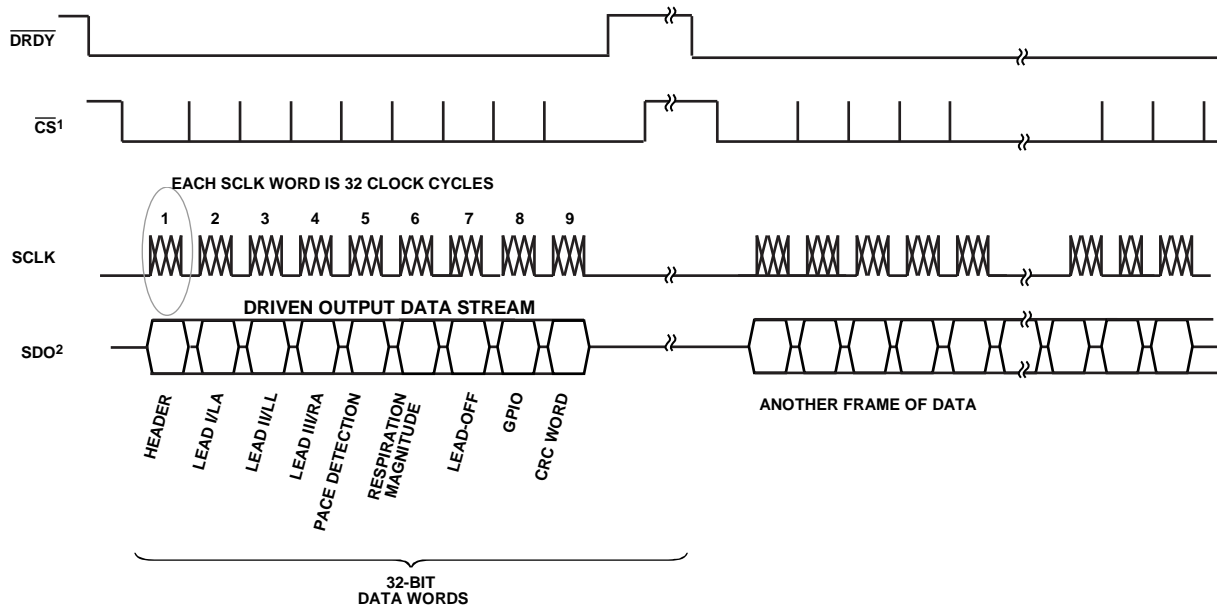 DRDY
CS1
EACH SCLK WORD IS 32 CLOCK CYCLES
1 2 3 4 5 6 7 8 9
SCLK
DRIVEN OUTPUT DATA STREAM
SDO2
HEADER
LEAD I/LA
LEAD II/LL
LEAD III/RA
PACE DETECTION
RESPIRATION
MAGNITUDE
LEAD-OFF
GPIO
CRC WORD
ANOTHER FRAME OF DATA
32-BIT
DATA WORDS